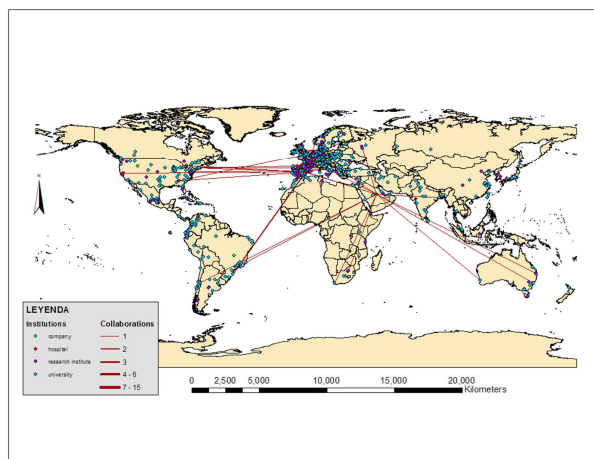 N
LEYENDA
Institutions Collaborations
company 1
hospital 2
research institute 3
university 4 - 6
7 - 15
0 2,500 5,000 10,000 15,000 20,000
Kilometers